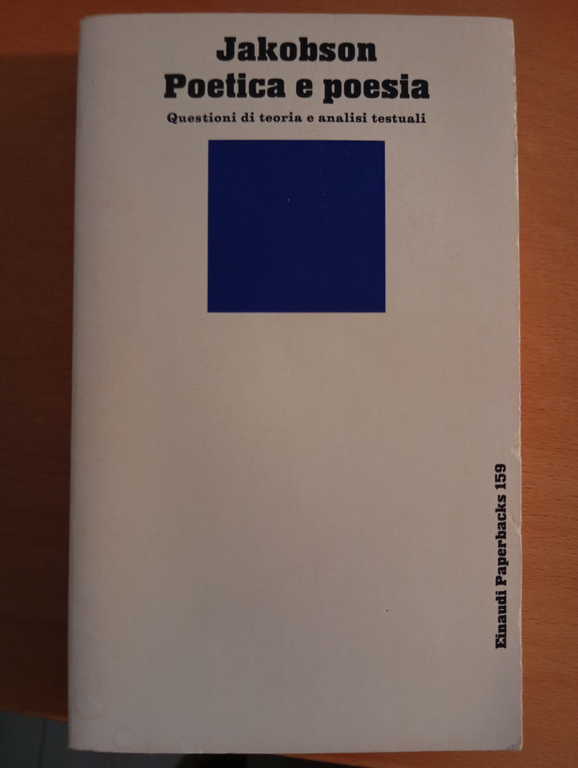 Jakobson
Poetica e poesia
Questioni di teoria e analisi testuali
Einaudi Paperbacks 159